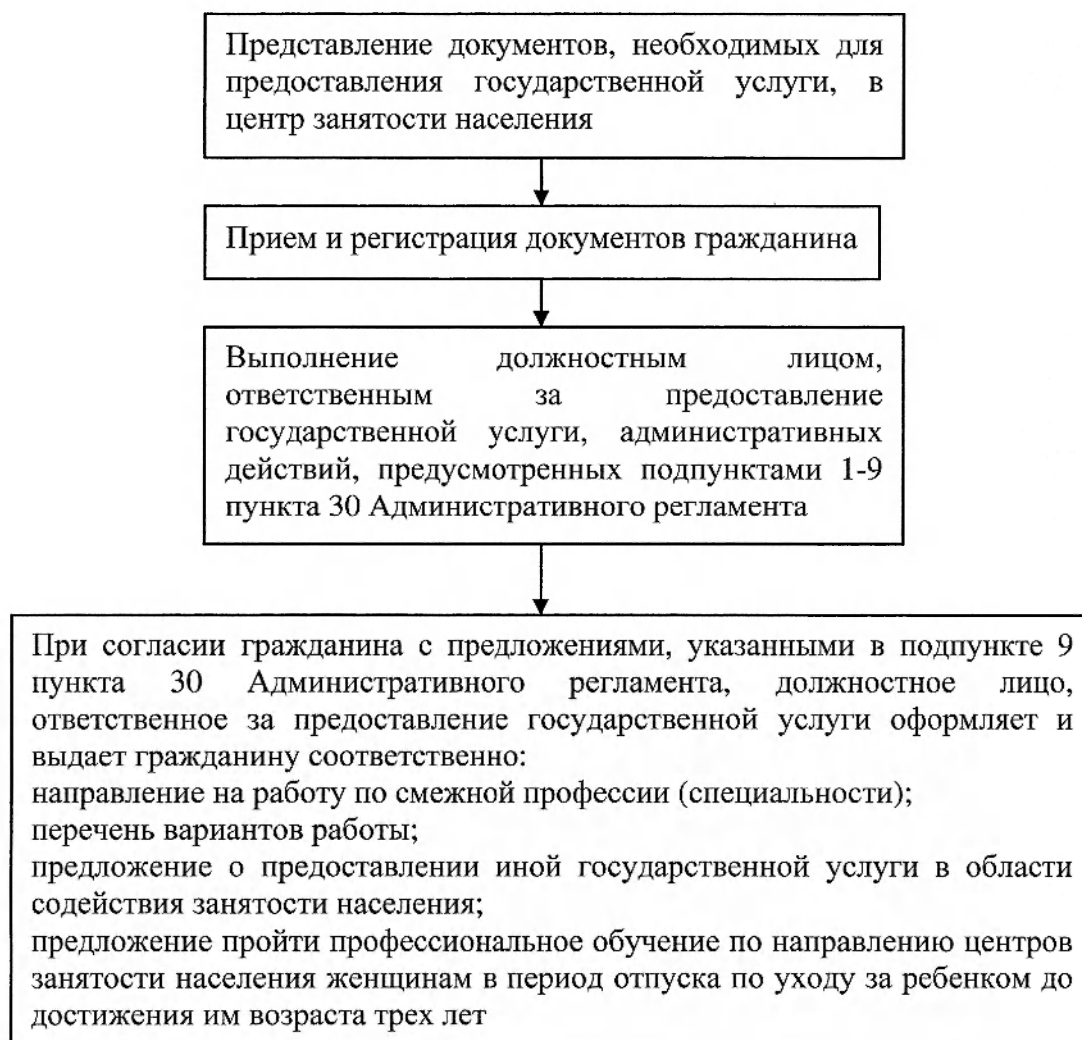 Представление документов, необходимых для
предоставления государственной услуги, в
центр занятости населения
Прием и регистрация документов гражданина
Выполнение должностным лицом,
ответственным за предоставление
государственной услуги, административных
действий, предусмотренных подпунктами 1-9
пункта 30 Административного регламента
При согласии гражданина с предложениями, указанными в подпункте 9
пункта 30 Административного регламента, должностное лицо,
ответственное за предоставление государственной услуги оформляет и
выдает гражданину соответственно:
направление на работу по смежной профессии (специальности);
перечень вариантов работы;
предложение о предоставлении иной государственной услуги в области
содействия занятости населения;
предложение пройти профессиональное обучение по направлению центров
занятости населения женщинам в период отпуска по уходу за ребенком до
достижения им возраста трех лет